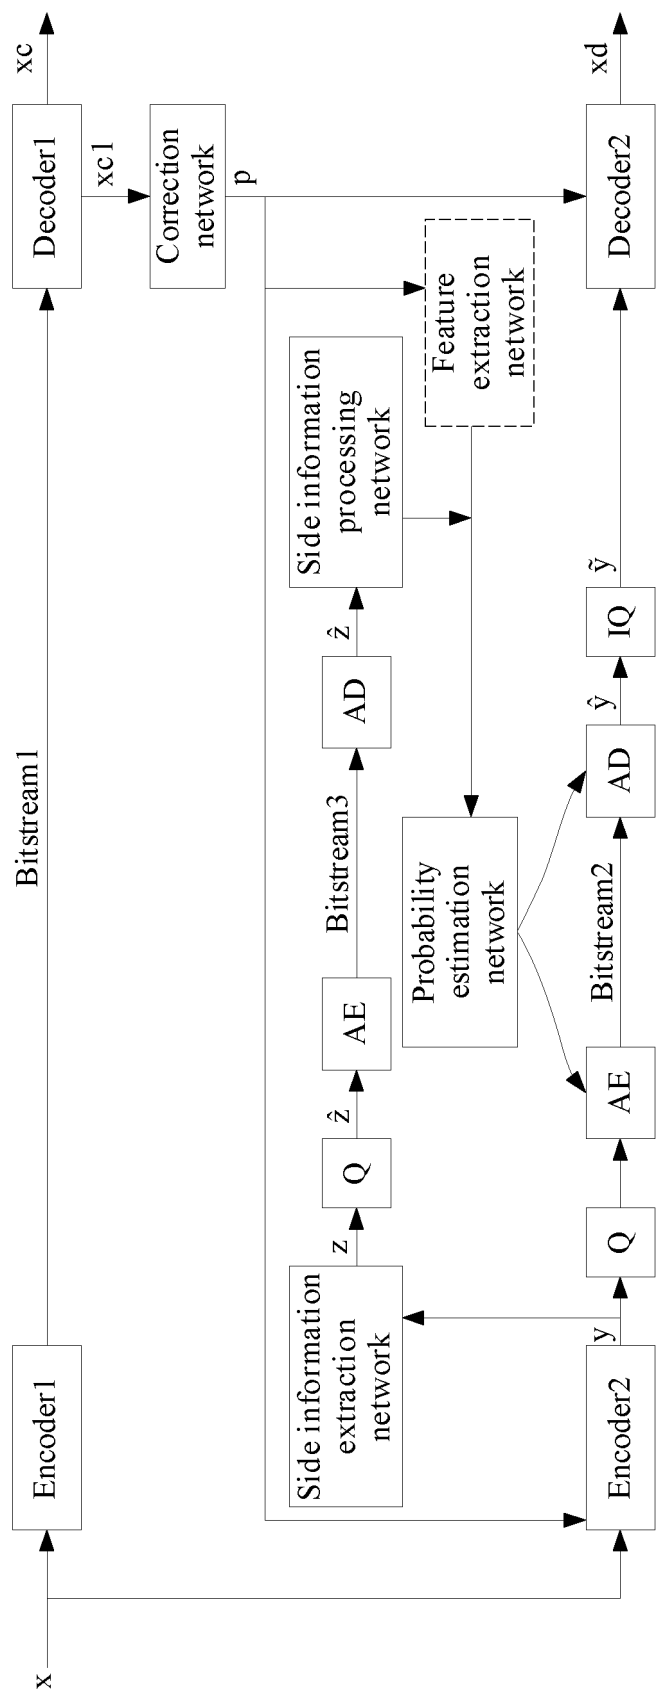 x
Encoder1
Bitstream1
Decoder1
xc
xc1
Correction
network
p
Side information
extraction
network
z
Q
ẑ
AE
Bitstream3
AD
ẑ
Side information
processing
network
Feature
extraction
network
Probability
estimation
network
Encoder2
y
Q
AE
Bitstream2
AD
ŷ
IQ
ỹ
Decoder2
xd